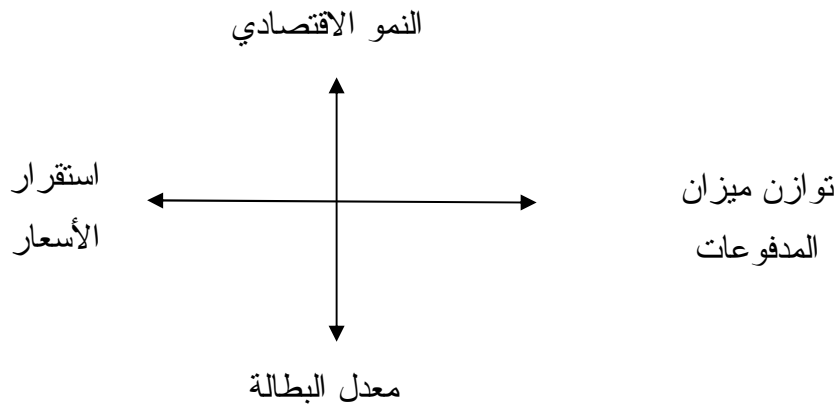 النمو الاقتصادي
توازن ميزان
المدفوعات
استقرار
الأسعار
معدل البطالة